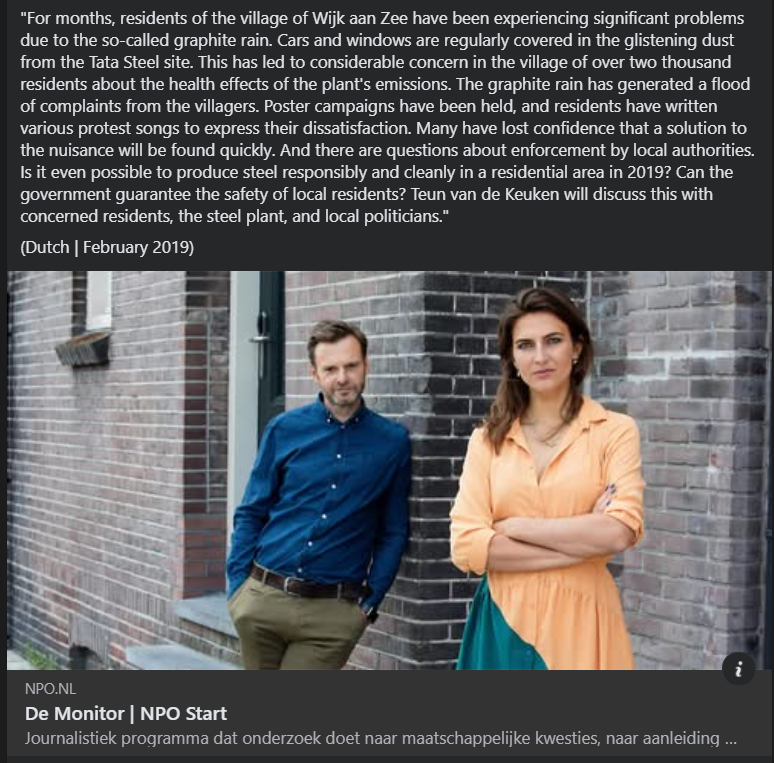 "For months, residents of the village of Wijk aan Zee have been experiencing significant problems
due to the so-called graphite rain. Cars and windows are regularly covered in the glistening dust
from the Tata Steel site. This has led to considerable concern in the village of over two thousand
residents about the health effects of the plant's emissions. The graphite rain has generated a flood
of complaints from the villagers. Poster campaigns have been held, and residents have written
various protest songs to express their dissatisfaction. Many have lost confidence that a solution to
the nuisance will be found quickly. And there are questions about enforcement by local authorities.
Is it even possible to produce steel responsibly and cleanly in a residential area in 2019? Can the
government guarantee the safety of local residents? Teun van de Keuken will discuss this with
concerned residents, the steel plant, and local politicians."
(Dutch | February 2019)
i
NPO.NL
De Monitor | NPO Start
Journalistiek programma dat onderzoek doet naar maatschappelijke kwesties, naar aanleiding ...